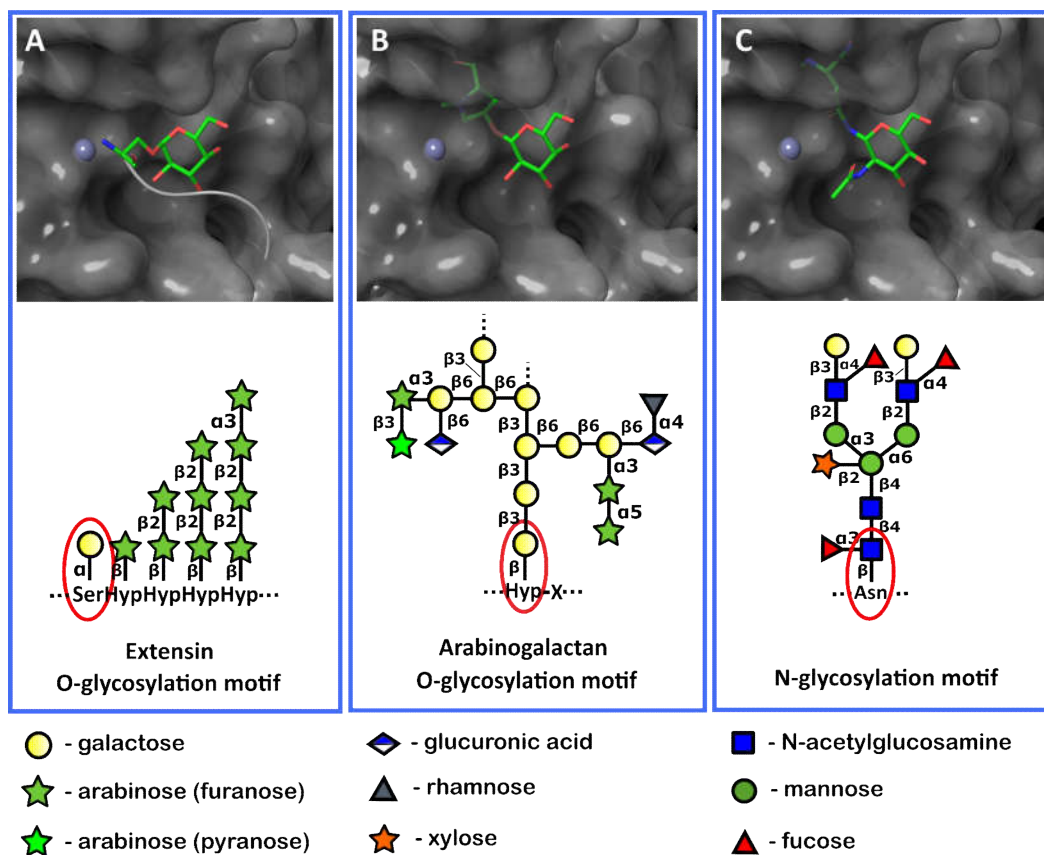 A
B
C
α3
β2
β2
β2
β2
β2
β2
α
β
β
β
β
···SerHypHypHypHyp···
Extensin
O-glycosylation motif
β3
α3
β6
β6
β3
β6
β3
β6
β6
α4
β3
α3
β3
α5
β
···Hyp-X···
Arabinogalactan
O-glycosylation motif
β3
α4
β3
α4
β2
β2
α3
α6
β2
β4
β4
α3
β
···Asn···
N-glycosylation motif
- galactose
- glucuronic acid
- N-acetylglucosamine
- arabinose (furanose)
- rhamnose
- mannose
- arabinose (pyranose)
- xylose
- fucose